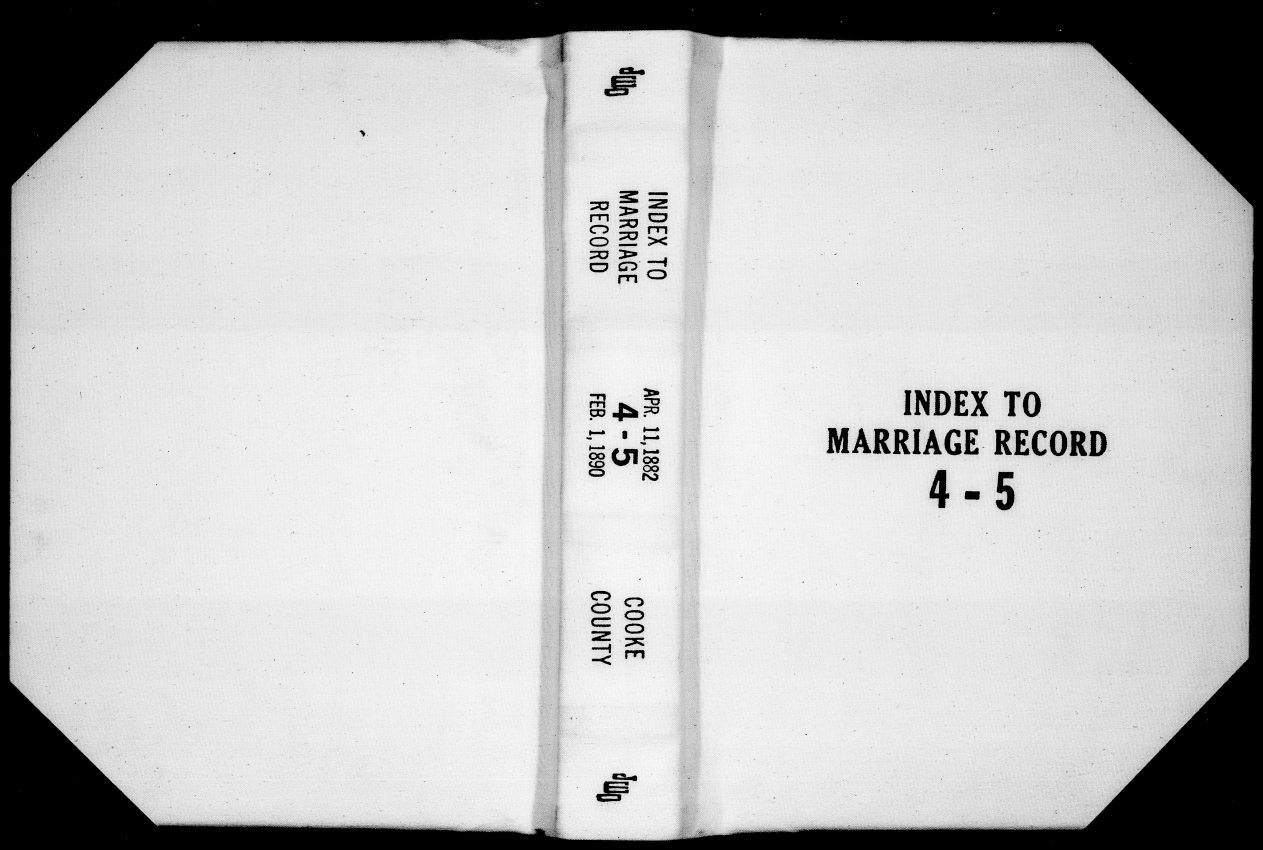 INDEX TO
MARRIAGE
RECORD
APR. 11, 1882
4 - 5
FEB. 1, 1890
COOKE
COUNTY
INDEX TO
MARRIAGE RECORD
4 - 5